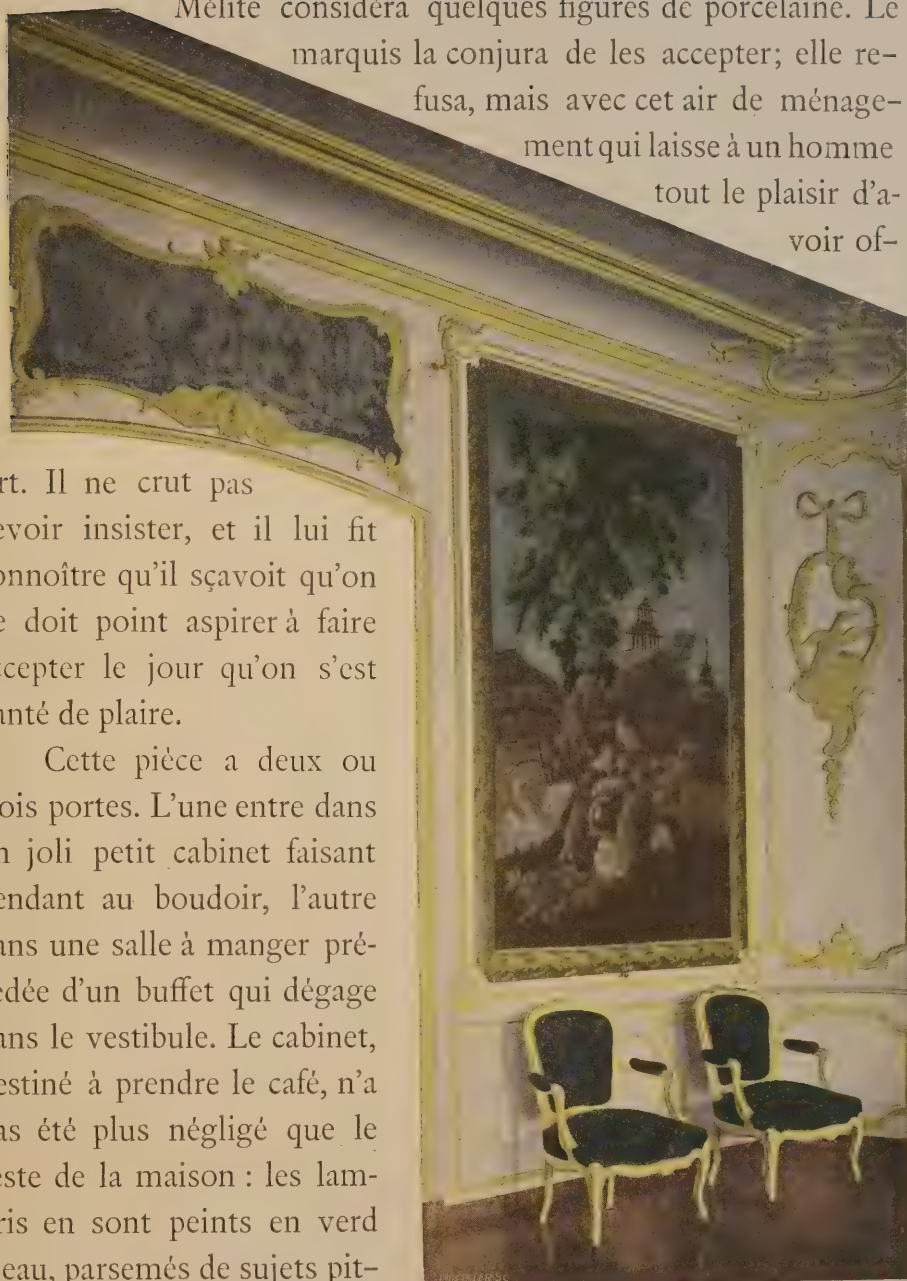 Mélite considéra quelques figures de porcelaine. Le
marquis la conjura de les accepter; elle re-
fusa, mais avec cet air de ménage-
ment qui laisse à un homme
tout le plaisir d'a-
voir of-
rt. Il ne crut pas
evoir insister, et il lui fit
onnoître qu'il sçavoit qu'on
e doit point aspirer à faire
ccepter le jour qu'on s'est
anté de plaire.
Cette pièce a deux ou
ois portes. L'une entre dans
n joli petit cabinet faisant
endant au boudoir, l'autre
ans une salle à manger pré-
édée d'un buffet qui dégage
ans le vestibule. Le cabinet,
estiné à prendre le café, n'a
as été plus négligé que le
este de la maison : les lam-
ris en sont peints en verd
eau, parsemés de sujets pit-